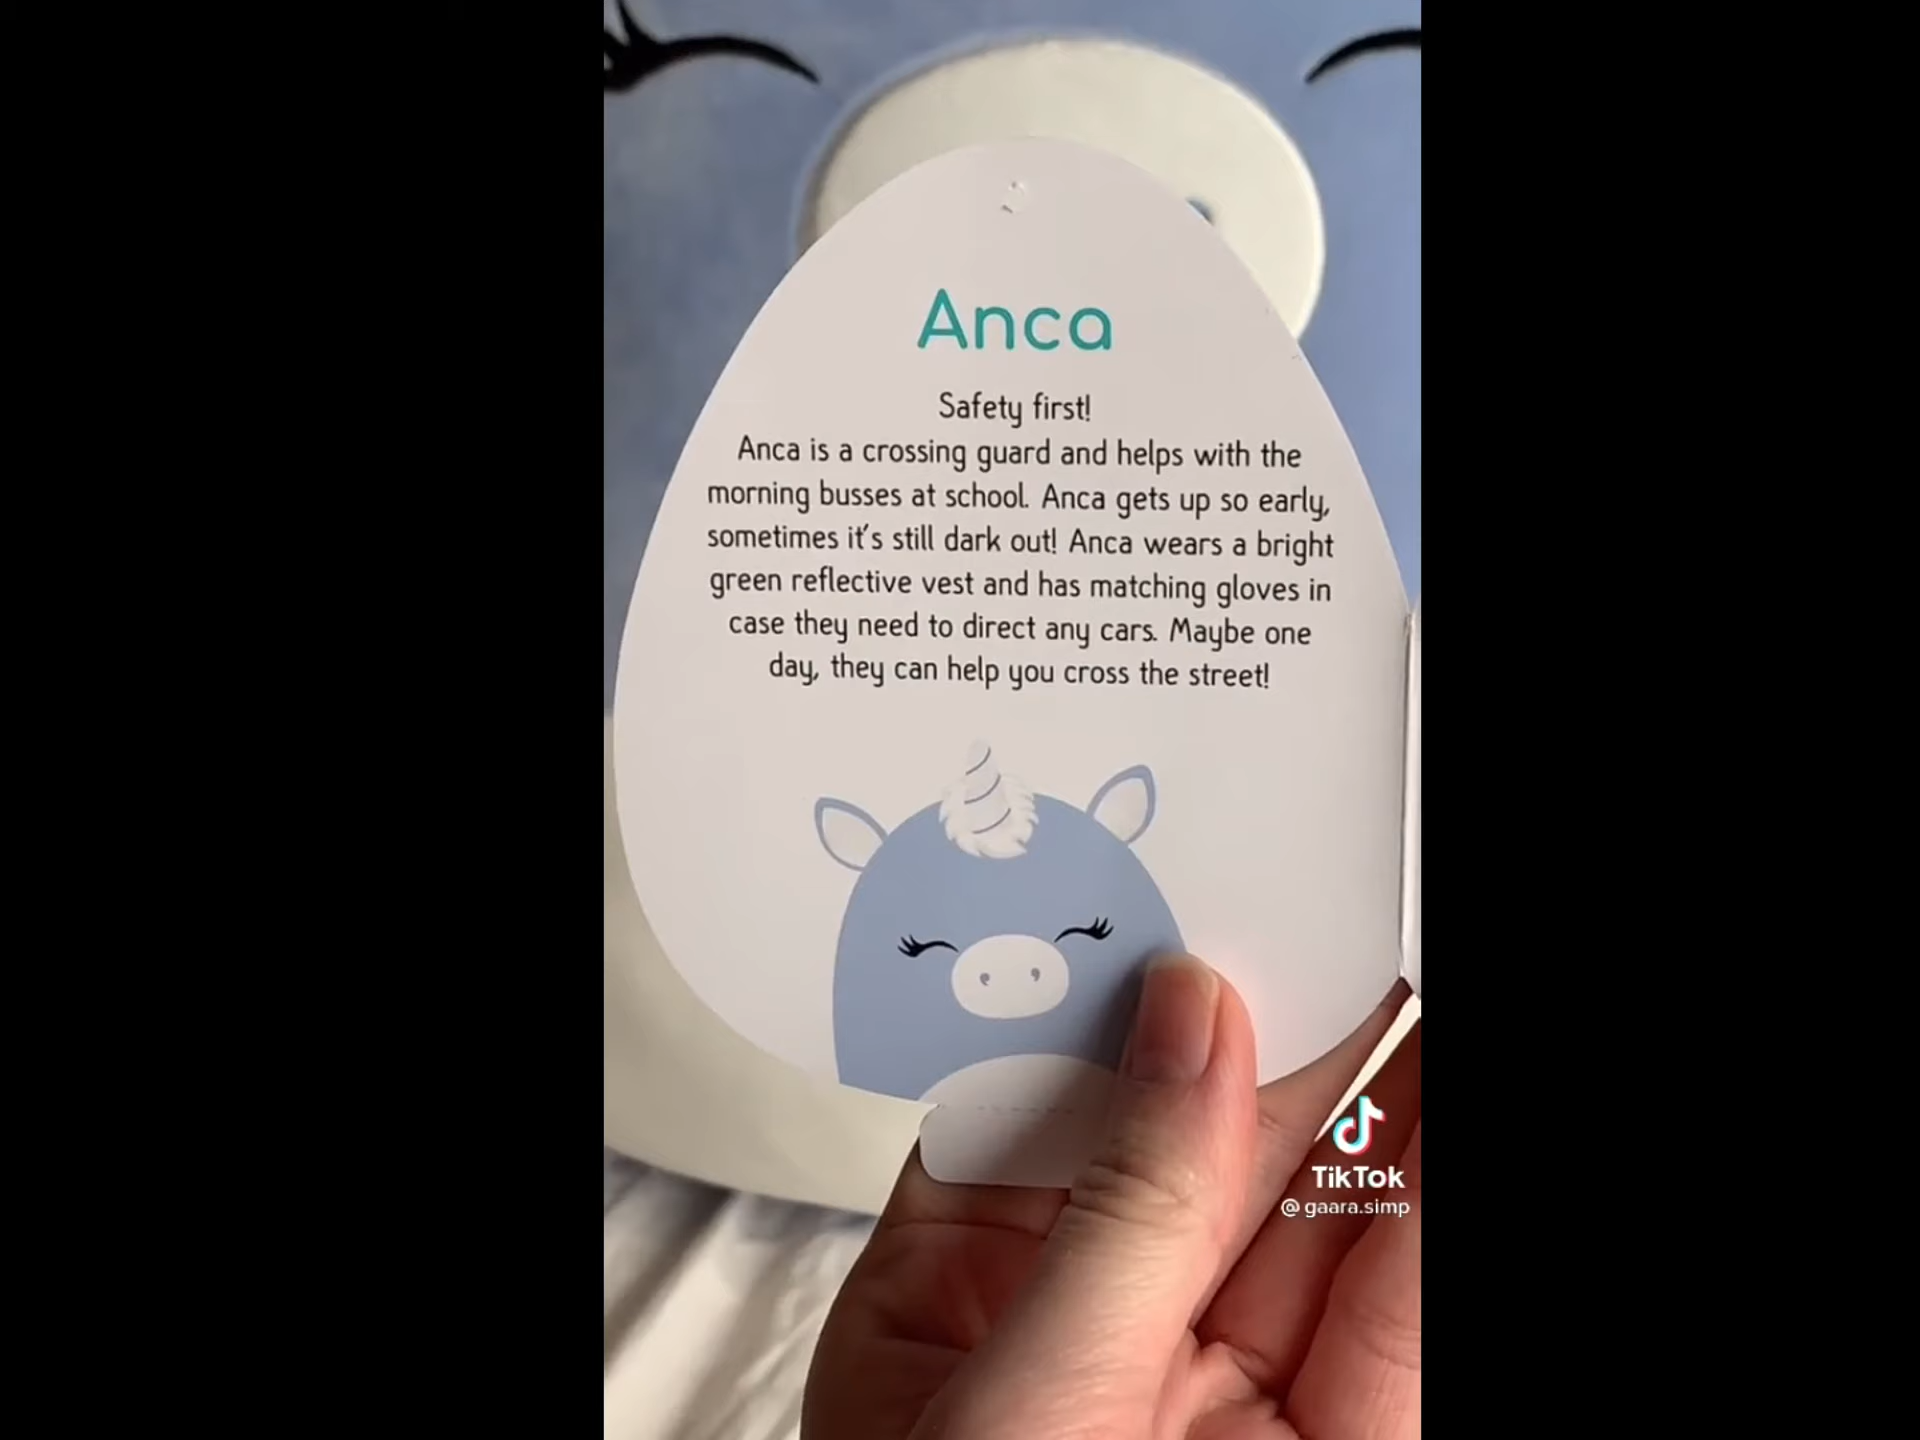 Anca
Safety first!
Anca is a crossing guard and helps with the
morning busses at school. Anca gets up so early,
sometimes it's still dark out! Anca wears a bright
green reflective vest and has matching gloves in
case they need to direct any cars. Maybe one
day, they can help you cross the street!
TikTok
@gaara.simp